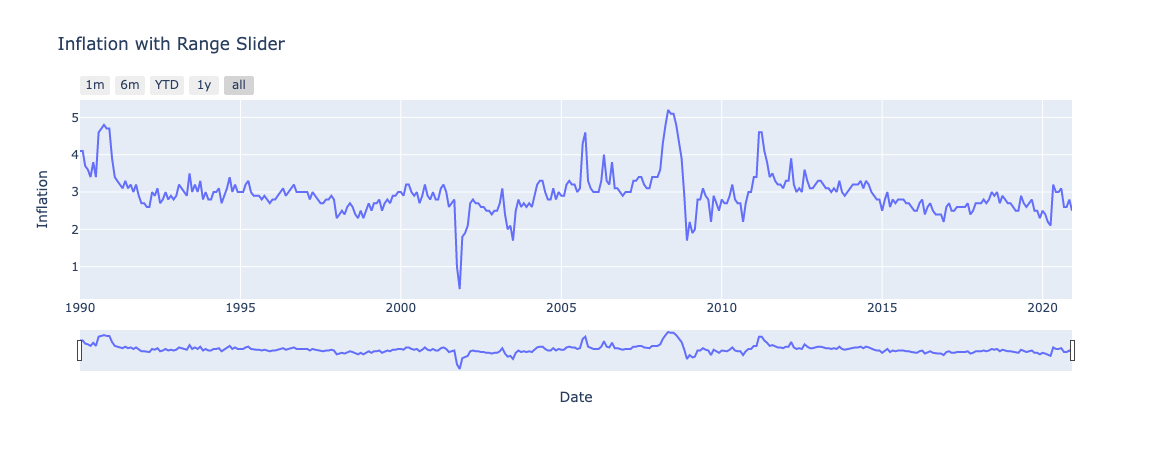 Inflation with Range Slider
1m 6m YTD 1y all
5
4
3
2
1
Inflation
1990 1995 2000 2005 2010 2015 2020
Date